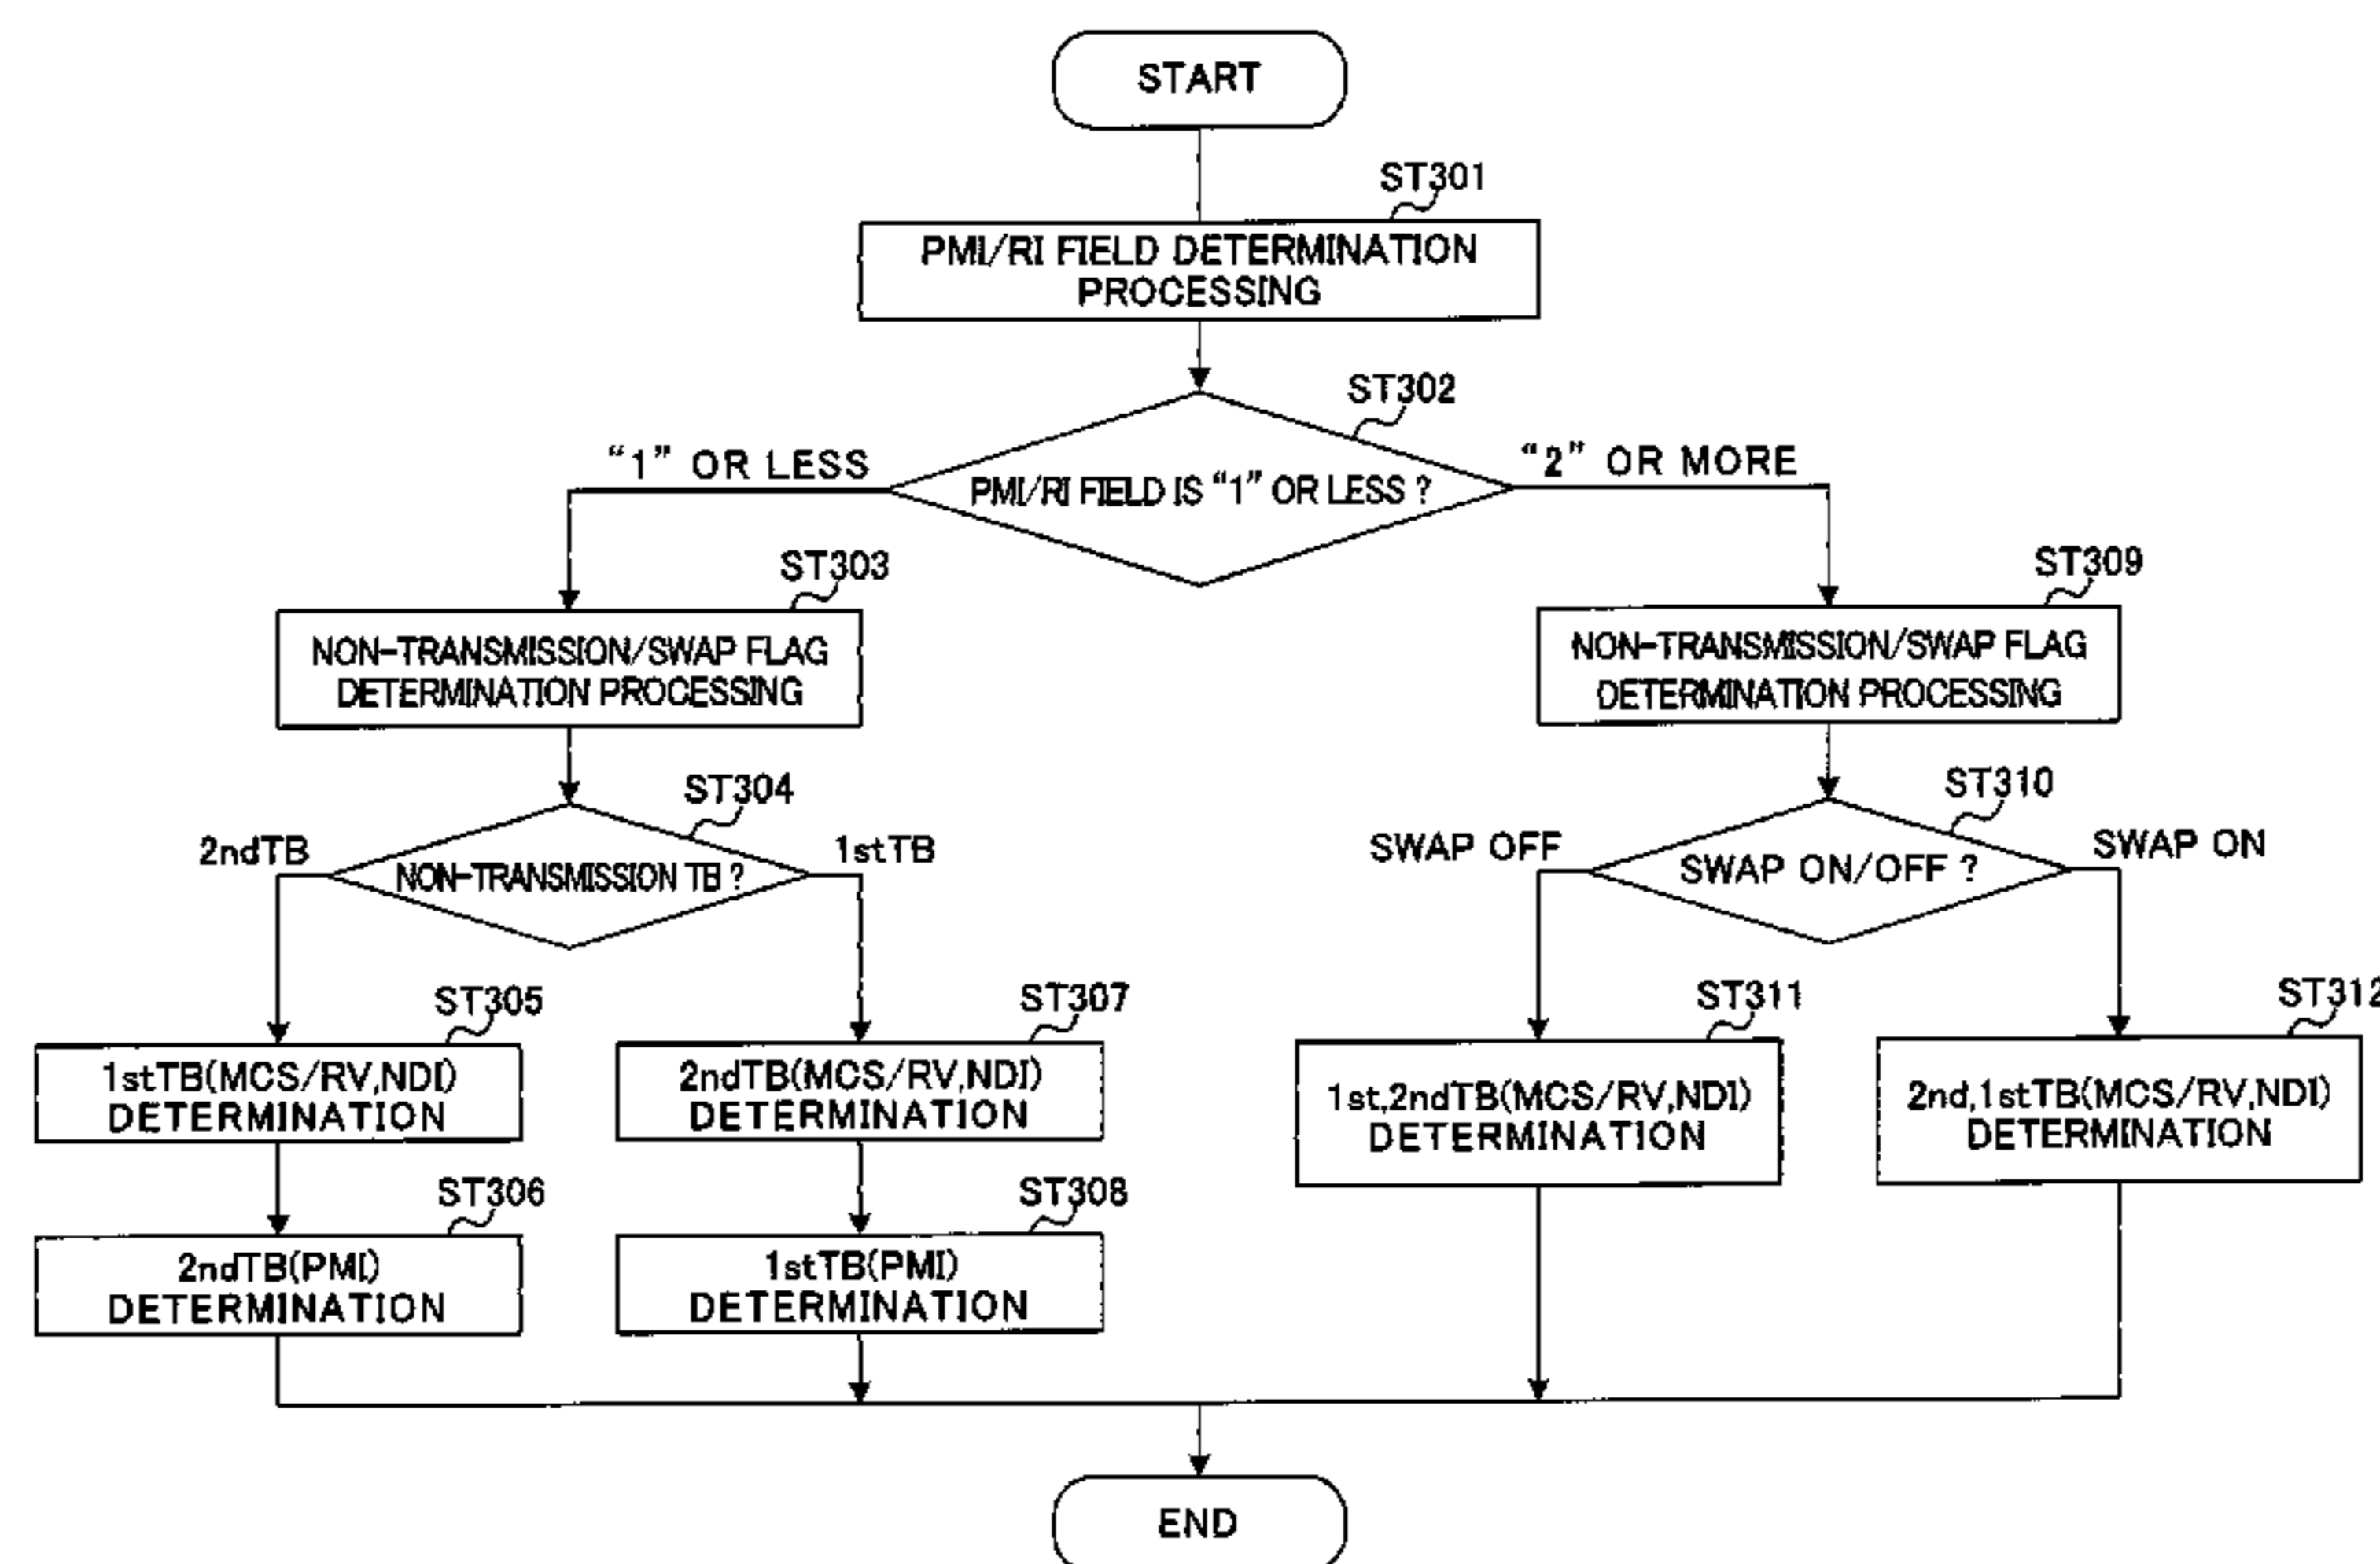 START
ST301
PMI/RI FIELD DETERMINATION
PROCESSING
ST302
“1” OR LESS
PMI/RI FIELD IS “1” OR LESS ?
“2” OR MORE
ST303
NON-TRANSMISSION/SWAP FLAG
DETERMINATION PROCESSING
ST309
NON-TRANSMISSION/SWAP FLAG
DETERMINATION PROCESSING
ST304
2ndTB
NON-TRANSMISSION TB ?
1stTB
ST310
SWAP OFF
SWAP ON/OFF ?
SWAP ON
ST305
1stTB(MCS/RV,NDI)
DETERMINATION
ST307
2ndTB(MCS/RV,NDI)
DETERMINATION
ST311
1st,2ndTB(MCS/RV,NDI)
DETERMINATION
ST312
2nd,1stTB(MCS/RV,NDI)
DETERMINATION
ST306
2ndTB(PMI)
DETERMINATION
ST308
1stTB(PMI)
DETERMINATION
END